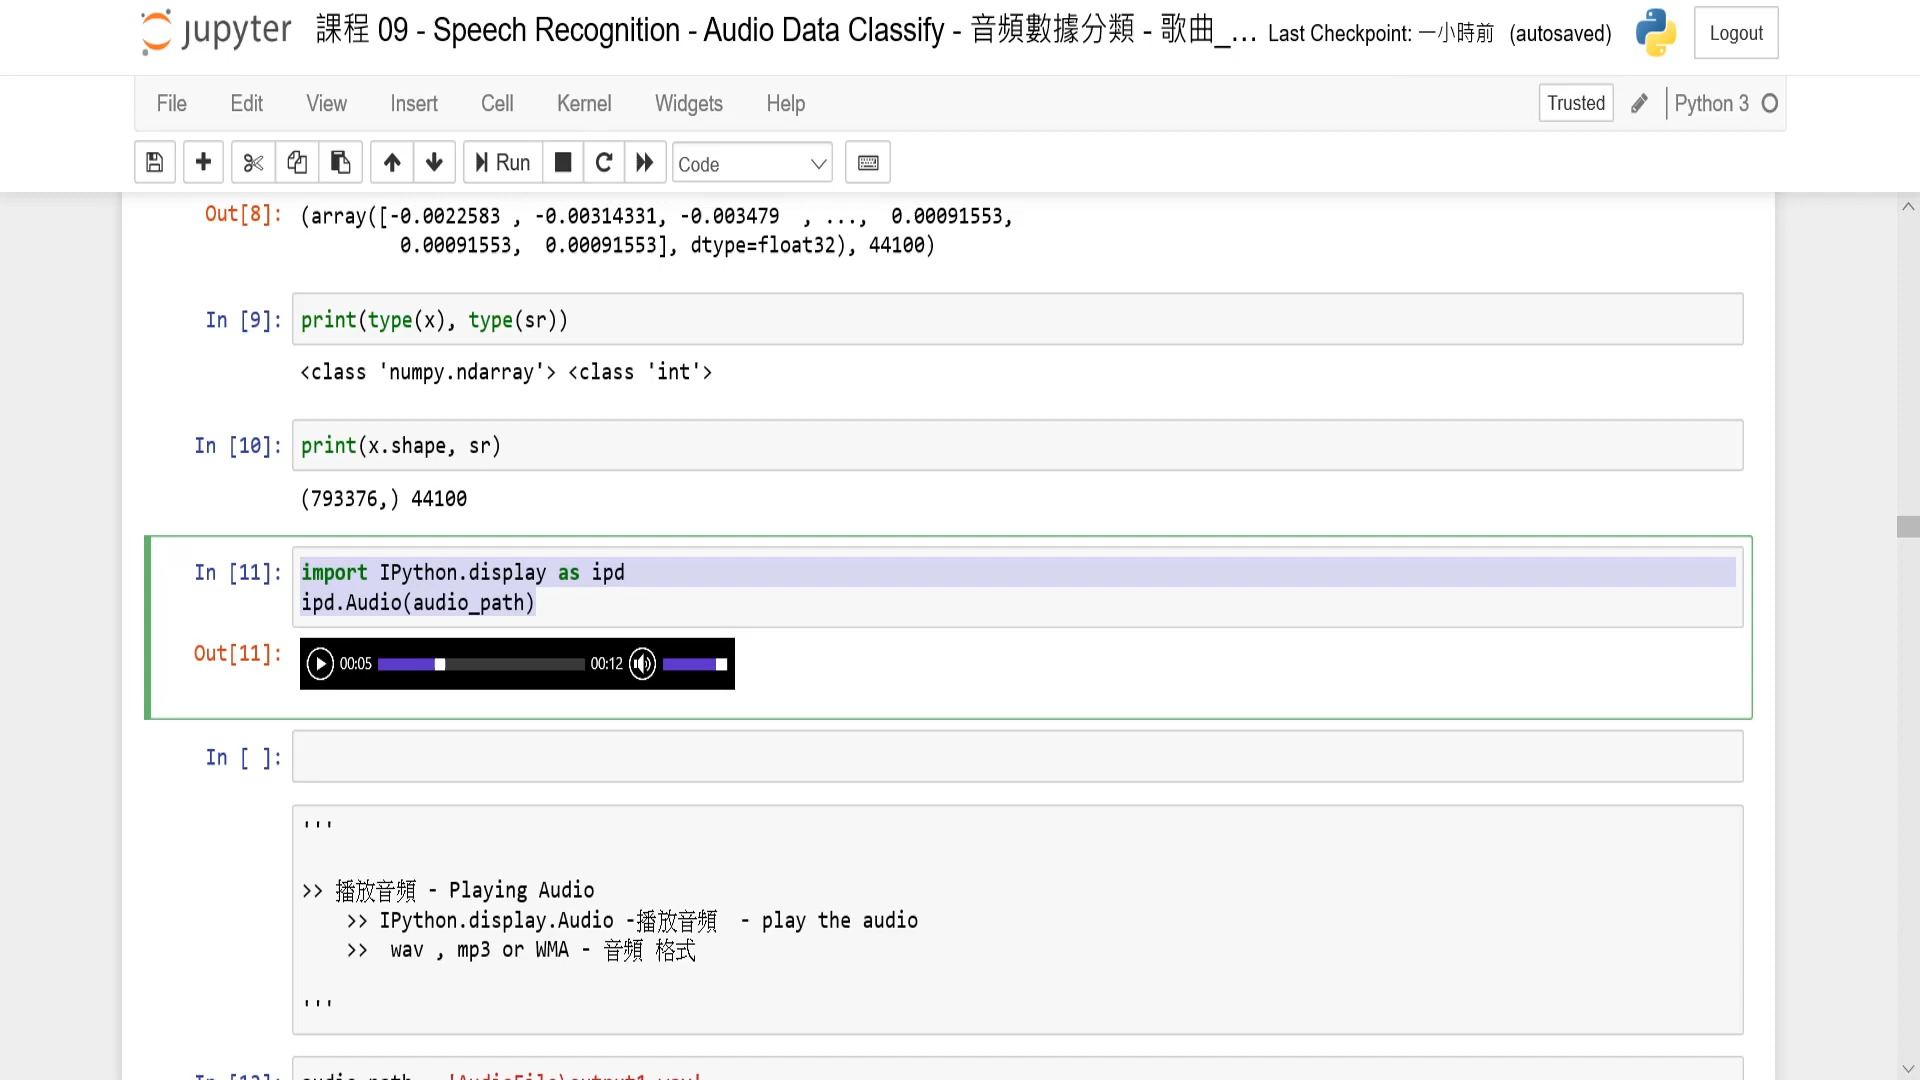 jupyter 課程 09 - Speech Recognition - Audio Data Classify - 音頻數據分類 - 歌曲_... Last Checkpoint: 一小時前 (autosaved) Logout
File Edit View Insert Cell Kernel Widgets Help Trusted Python 3
Run Code
Out[8]: (array([-0.0022583 , -0.00314331, -0.003479  , ...,  0.00091553,
0.00091553,  0.00091553], dtype=float32), 44100)
In [9]: print(type(x), type(sr))
<class 'numpy.ndarray'> <class 'int'>
In [10]: print(x.shape, sr)
(793376,) 44100
In [11]: import IPython.display as ipd
ipd.Audio(audio_path)
Out[11]: 00:05 00:12
In [ ]:
'''
>> 播放音頻 - Playing Audio
>> IPython.display.Audio -播放音頻  - play the audio
>>  wav , mp3 or WMA - 音頻 格式
'''